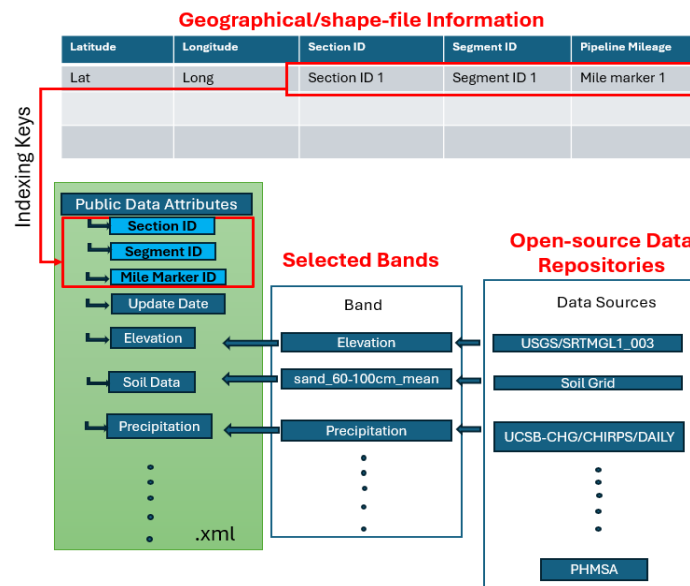 Geographical/shape-file Information
Latitude Longitude Section ID Segment ID Pipeline Mileage
Lat Long Section ID 1 Segment ID 1 Mile marker 1
Indexing Keys
Public Data Attributes
Section ID
Segment ID
Mile Marker ID
Update Date
Elevation
Soil Data
Precipitation
.xml
Selected Bands
Band
Elevation
sand_60-100cm_mean
Precipitation
Open-source Data
Repositories
Data Sources
USGS/SRTMGL1_003
Soil Grid
UCSB-CHG/CHIRPS/DAILY
PHMSA